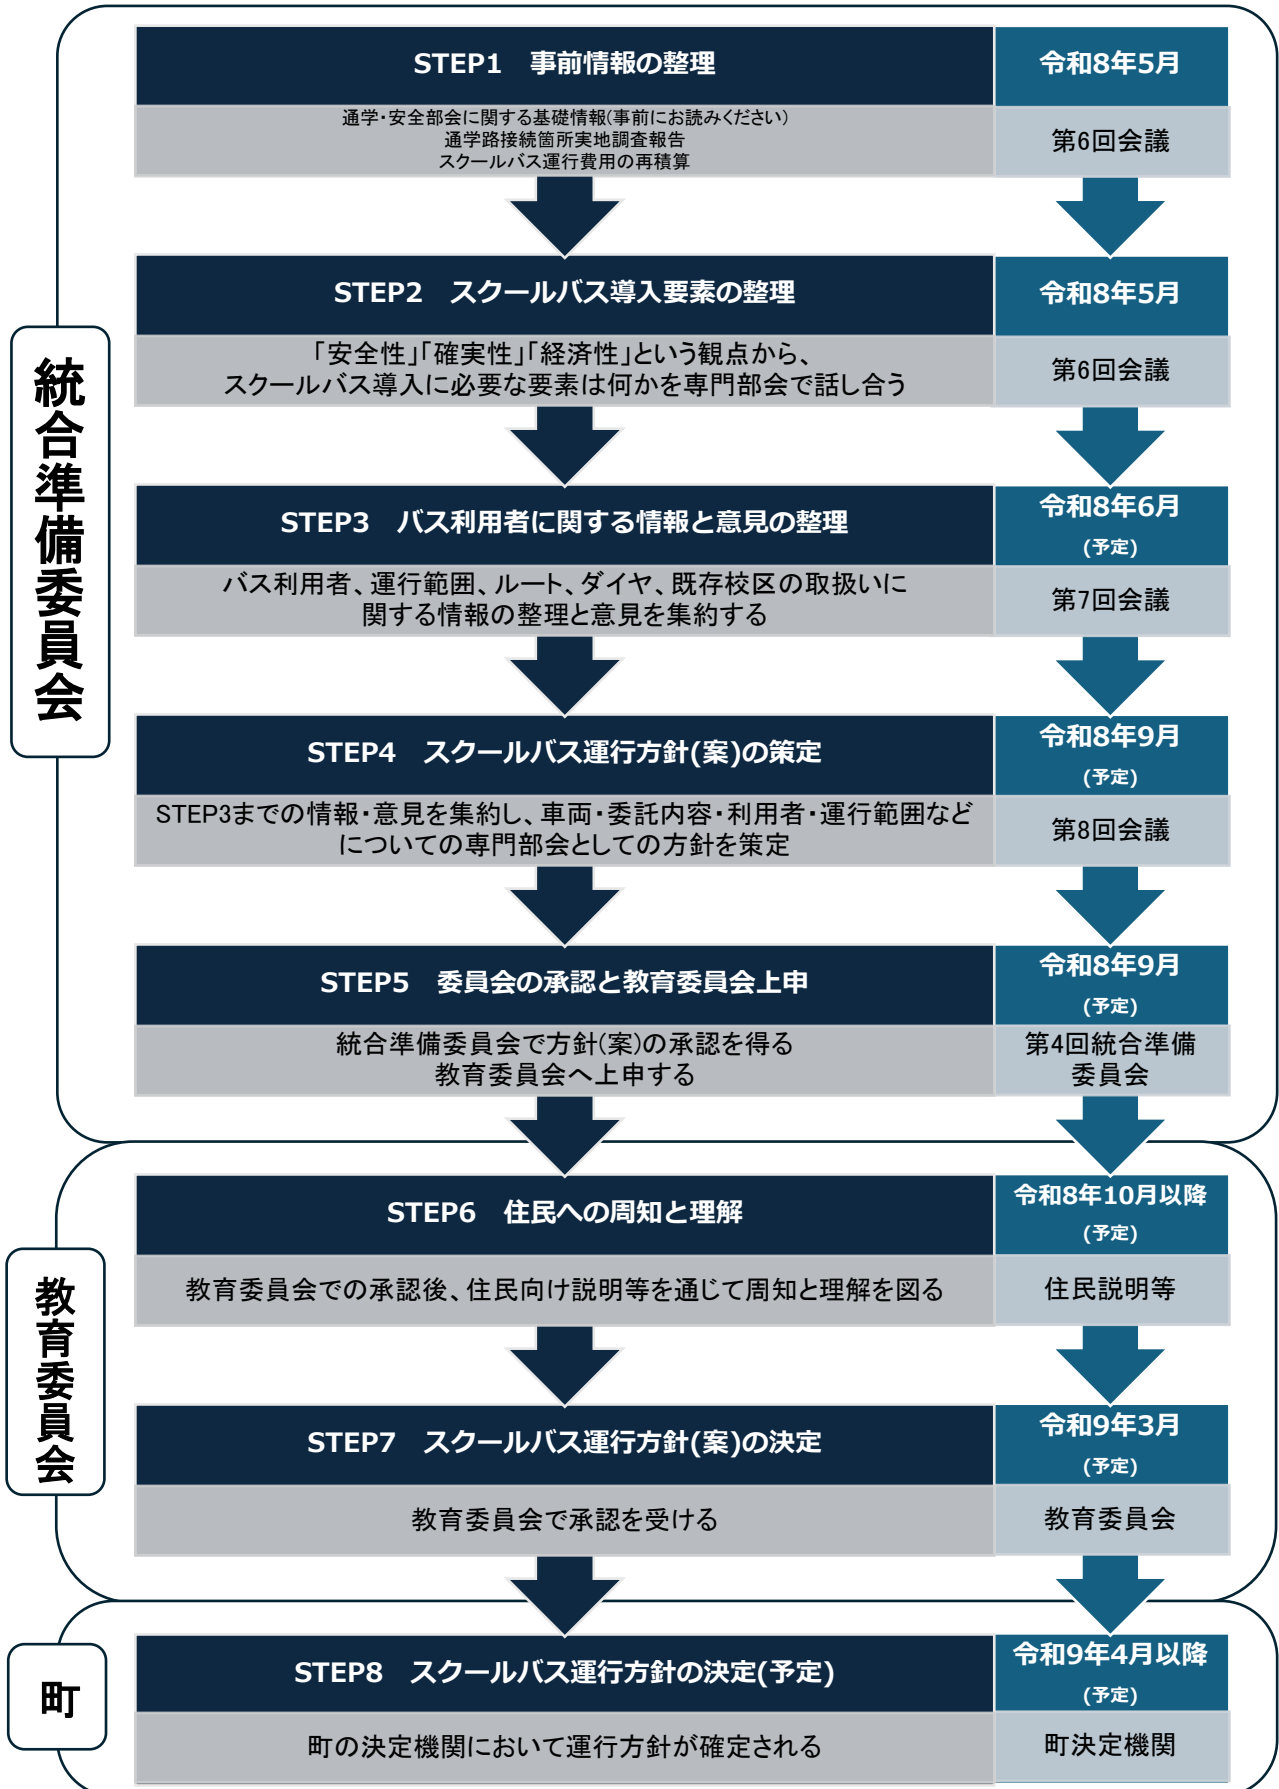 統合準備委員会
STEP1　事前情報の整理
令和8年5月
通学・安全部会に関する基礎情報(事前にお読みください)
通学路接続箇所実地調査報告
スクールバス運行費用の再積算
第6回会議
STEP2　スクールバス導入要素の整理
令和8年5月
「安全性」「確実性」「経済性」という観点から、
スクールバス導入に必要な要素は何かを専門部会で話し合う
第6回会議
STEP3　バス利用者に関する情報と意見の整理
令和8年6月
(予定)
バス利用者、運行範囲、ルート、ダイヤ、既存校区の取扱いに
関する情報の整理と意見を集約する
第7回会議
STEP4　スクールバス運行方針(案)の策定
令和8年9月
(予定)
STEP3までの情報・意見を集約し、車両・委託内容・利用者・運行範囲など
についての専門部会としての方針を策定
第8回会議
STEP5　委員会の承認と教育委員会上申
令和8年9月
(予定)
統合準備委員会で方針(案)の承認を得る
教育委員会へ上申する
第4回統合準備
委員会
教育委員会
STEP6　住民への周知と理解
令和8年10月以降
(予定)
教育委員会での承認後、住民向け説明等を通じて周知と理解を図る
住民説明等
STEP7　スクールバス運行方針(案)の決定
令和9年3月
(予定)
教育委員会で承認を受ける
教育委員会
町
STEP8　スクールバス運行方針の決定(予定)
令和9年4月以降
(予定)
町の決定機関において運行方針が確定される
町決定機関